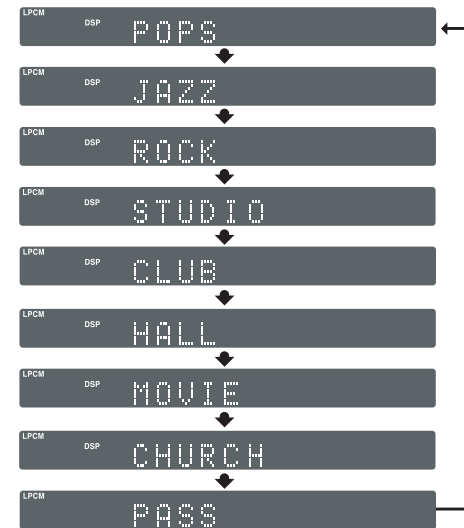 LPCM
DSP
POPS
LPCM
DSP
JAZZ
LPCM
DSP
ROCK
LPCM
DSP
STUDIO
LPCM
DSP
CLUB
LPCM
DSP
HALL
LPCM
DSP
MOVIE
LPCM
DSP
CHURCH
LPCM
PASS